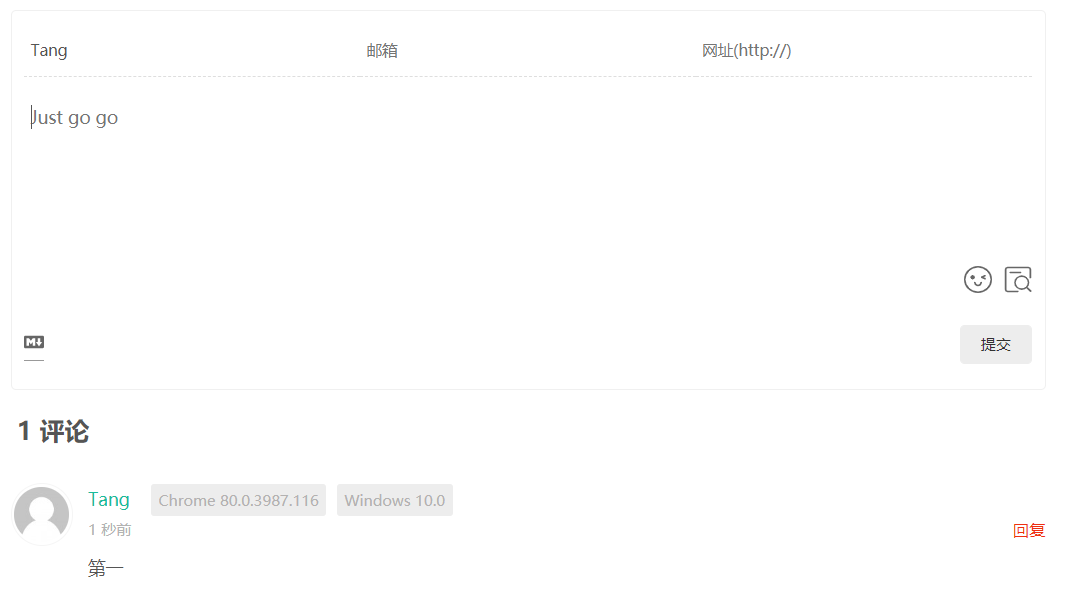 Tang 邮箱 网址(http://)
Just go go
M↓
提交
1 评论
Tang Chrome 80.0.3987.116 Windows 10.0
1 秒前 回复
第一